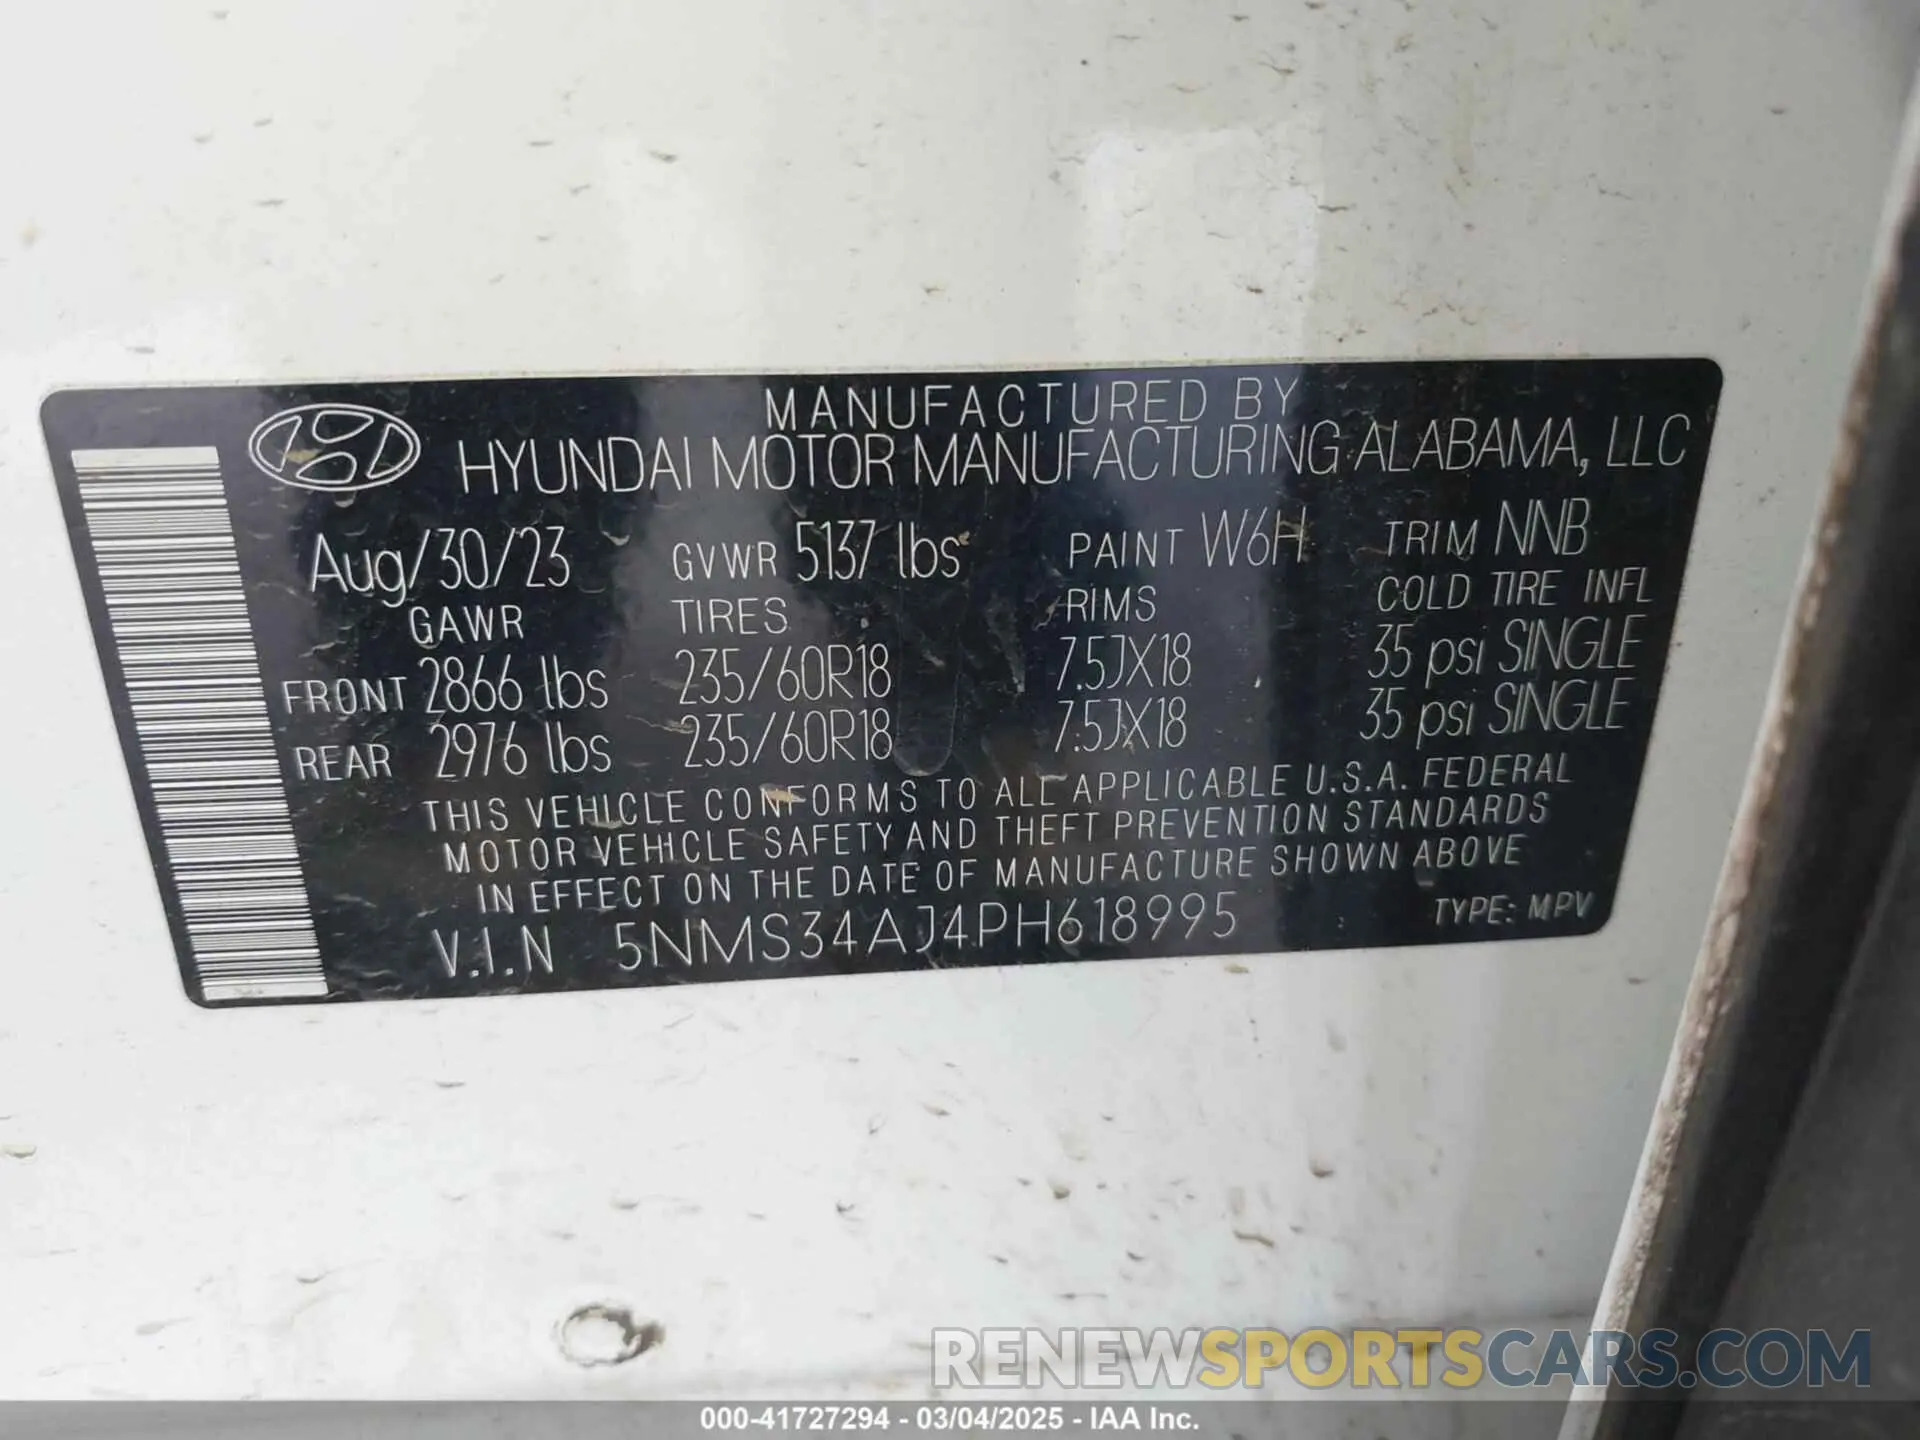 MANUFACTURED BY
HYUNDAI MOTOR MANUFACTURING ALABAMA, LLC
Aug/30/23 GVWR 5137 lbs PAINT W6H TRIM NNB
GAWR TIRES RIMS COLD TIRE INFL
FRONT 2866 lbs 235/60R18 7.5JX18 35 psi SINGLE
REAR 2976 lbs 235/60R18 7.5JX18 35 psi SINGLE
THIS VEHICLE CONFORMS TO ALL APPLICABLE U.S.A. FEDERAL
MOTOR VEHICLE SAFETY AND THEFT PREVENTION STANDARDS
IN EFFECT ON THE DATE OF MANUFACTURE SHOWN ABOVE
V.I.N 5NMS34AJ4PH618995 TYPE: MPV
RENEWSPORTSCARS.COM
000-41727294 - 03/04/2025 - IAA Inc.